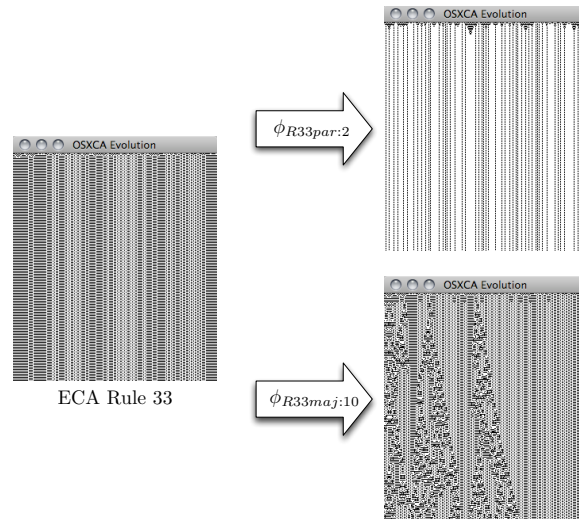 OSXCA Evolution
ϕR33par:2
OSXCA Evolution
ECA Rule 33
OSXCA Evolution
ϕR33maj:10